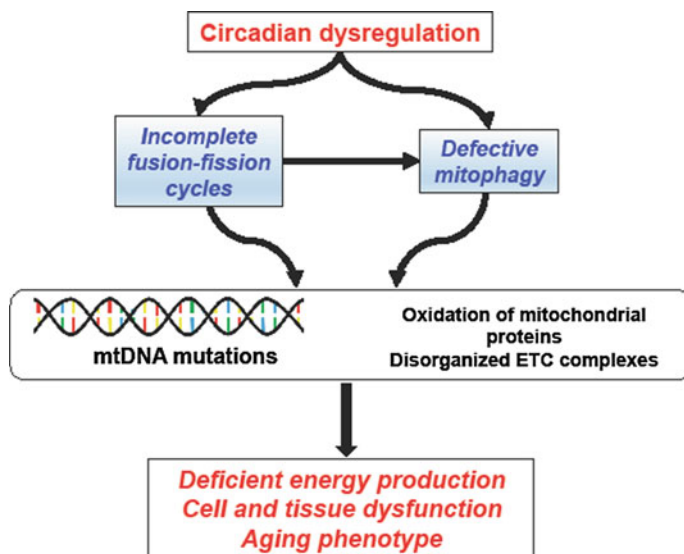 Circadian dysregulation
Incomplete
fusion-fission
cycles
Defective
mitophagy
mtDNA mutations
Oxidation of mitochondrial
proteins
Disorganized ETC complexes
Deficient energy production
Cell and tissue dysfunction
Aging phenotype